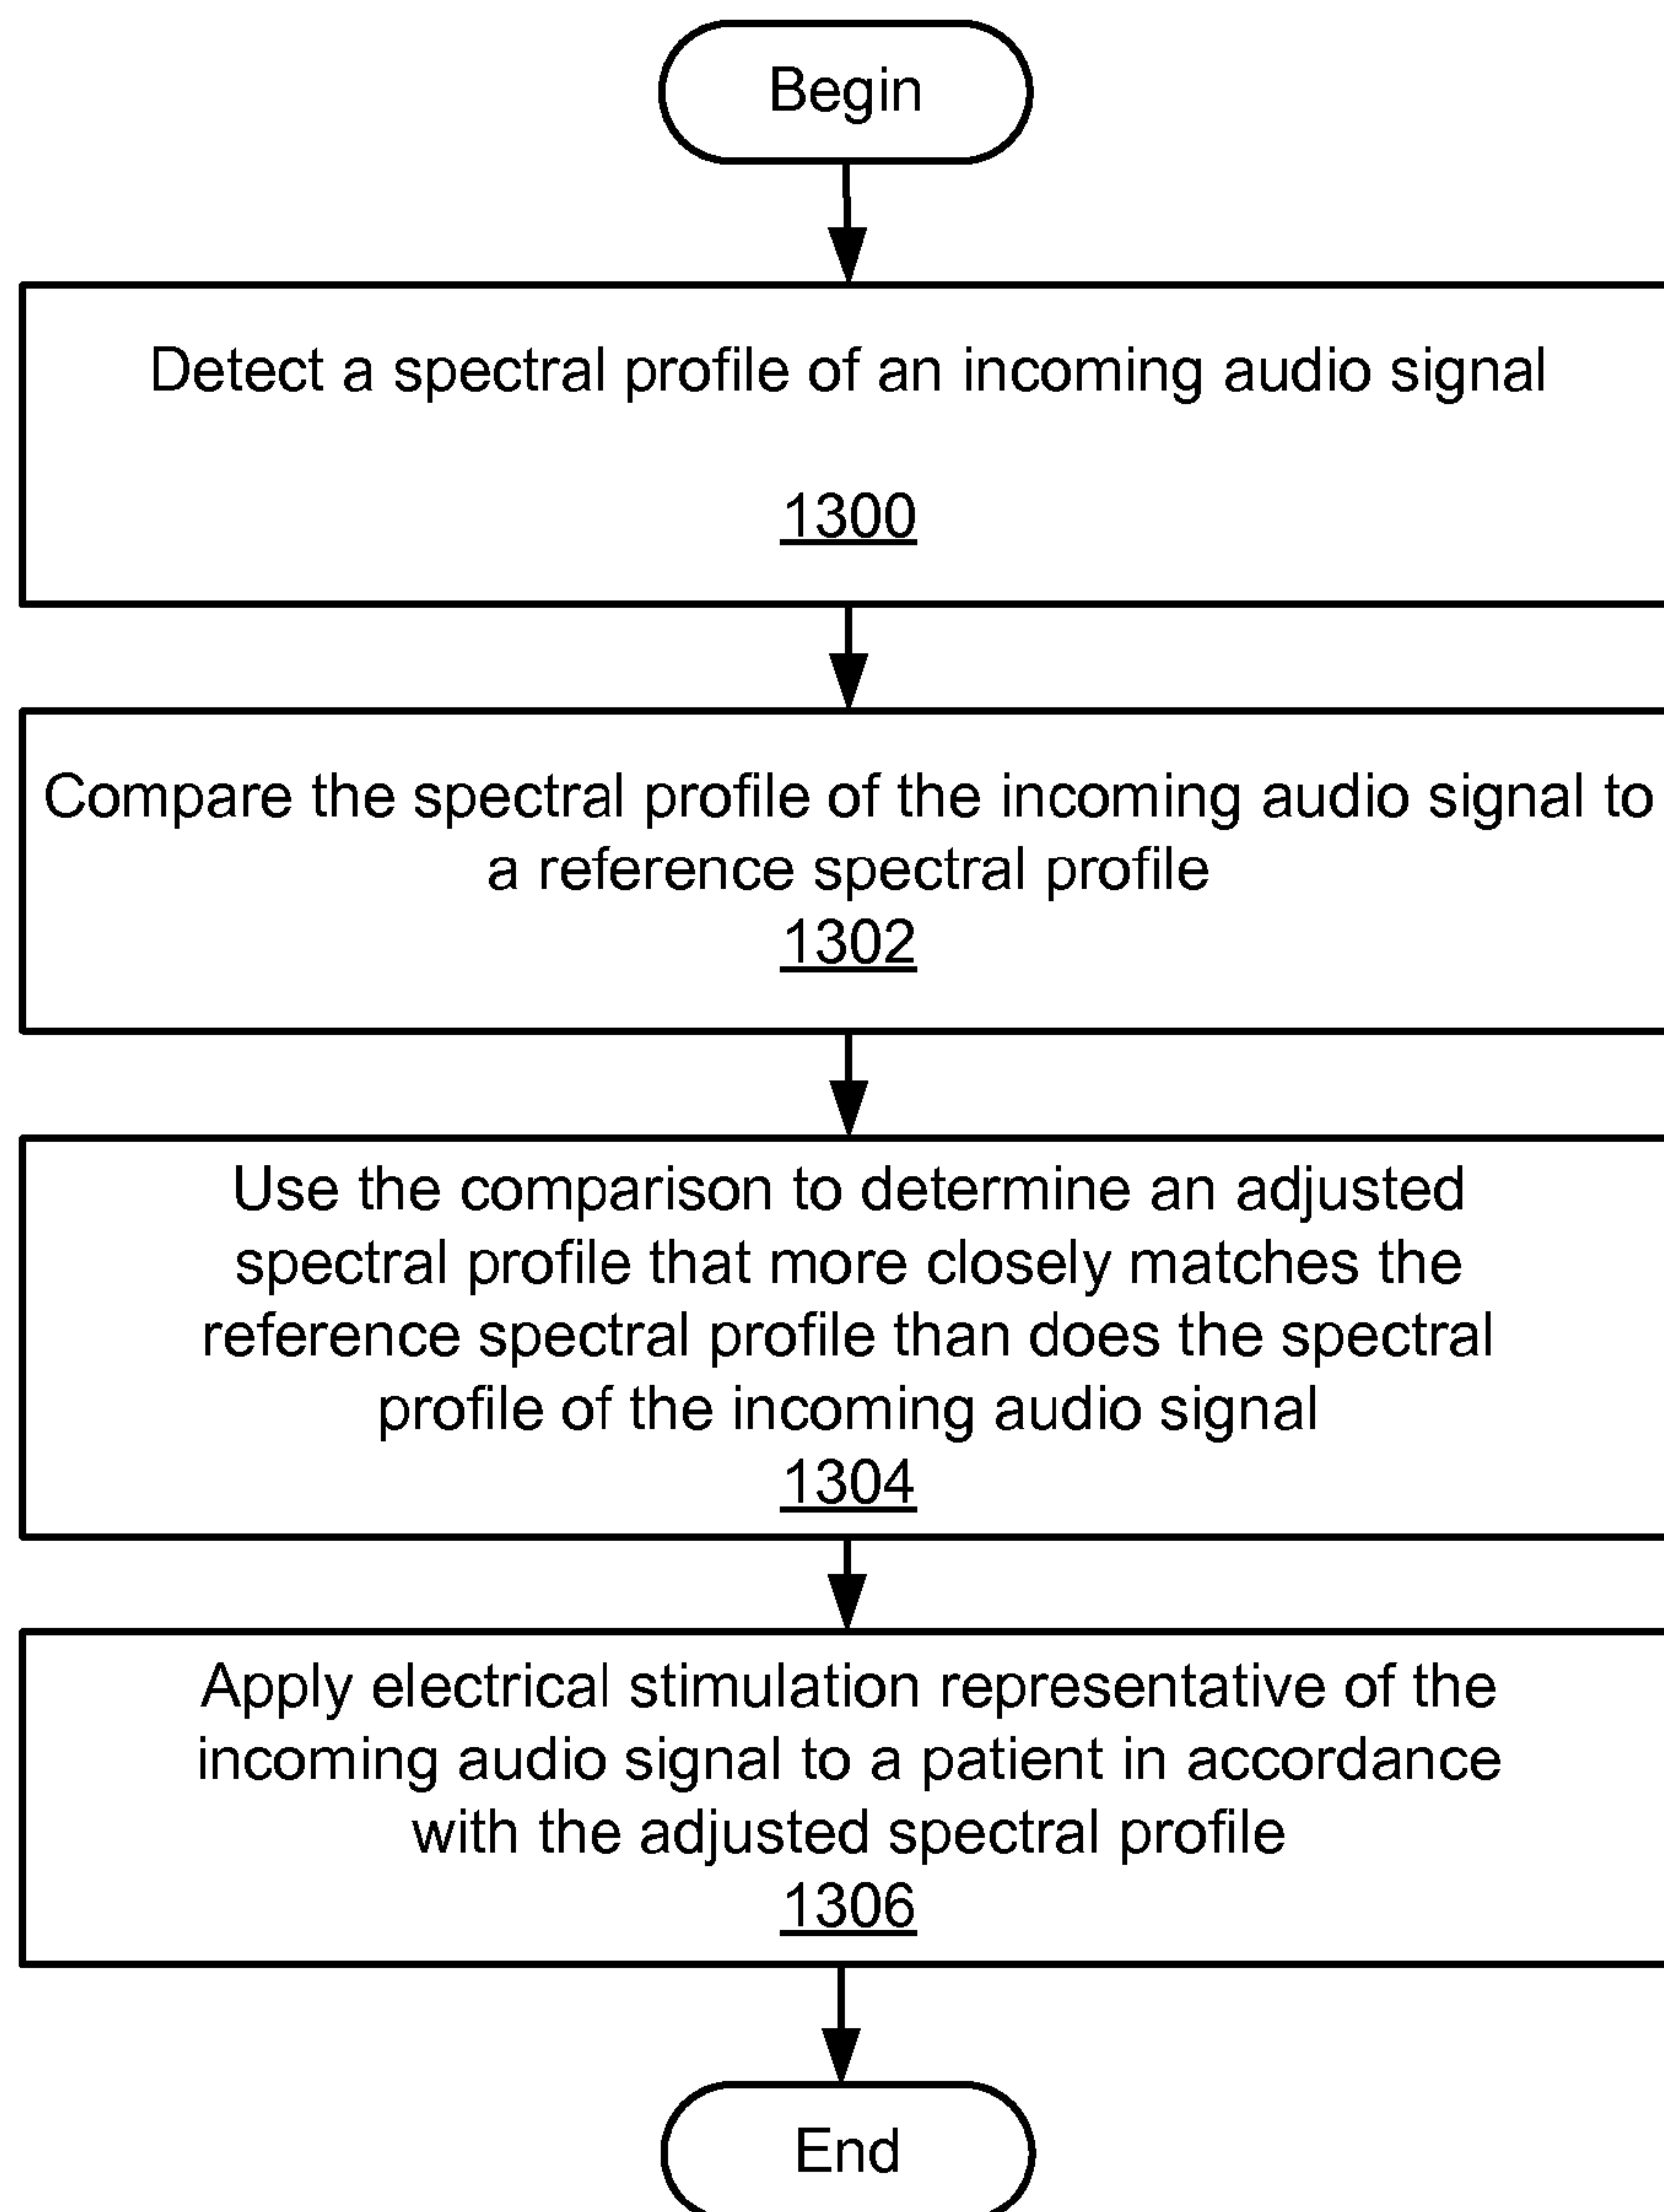 Begin
Detect a spectral profile of an incoming audio signal
1300
Compare the spectral profile of the incoming audio signal to
a reference spectral profile
1302
Use the comparison to determine an adjusted
spectral profile that more closely matches the
reference spectral profile than does the spectral
profile of the incoming audio signal
1304
Apply electrical stimulation representative of the
incoming audio signal to a patient in accordance
with the adjusted spectral profile
1306
End